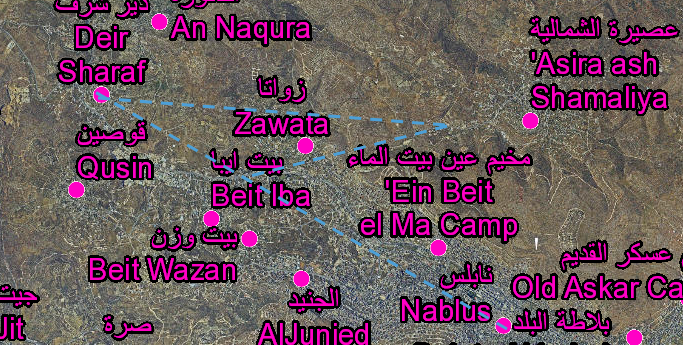 دير شرف
Deir
Sharaf
An Naqura
عصيرة الشمالية
'Asira ash
Shamaliya
زواتا
Zawata
قوصين
Qusin
بيت ايبا
Beit Iba
مخيم عين بيت الماء
'Ein Beit
el Ma Camp
بيت وزن
Beit Wazan
عسكر القديم
Old Askar Ca
نابلس
Nablus
الجنيد
AlJunied
بلاطة البلد
جيت
Jit
صرة